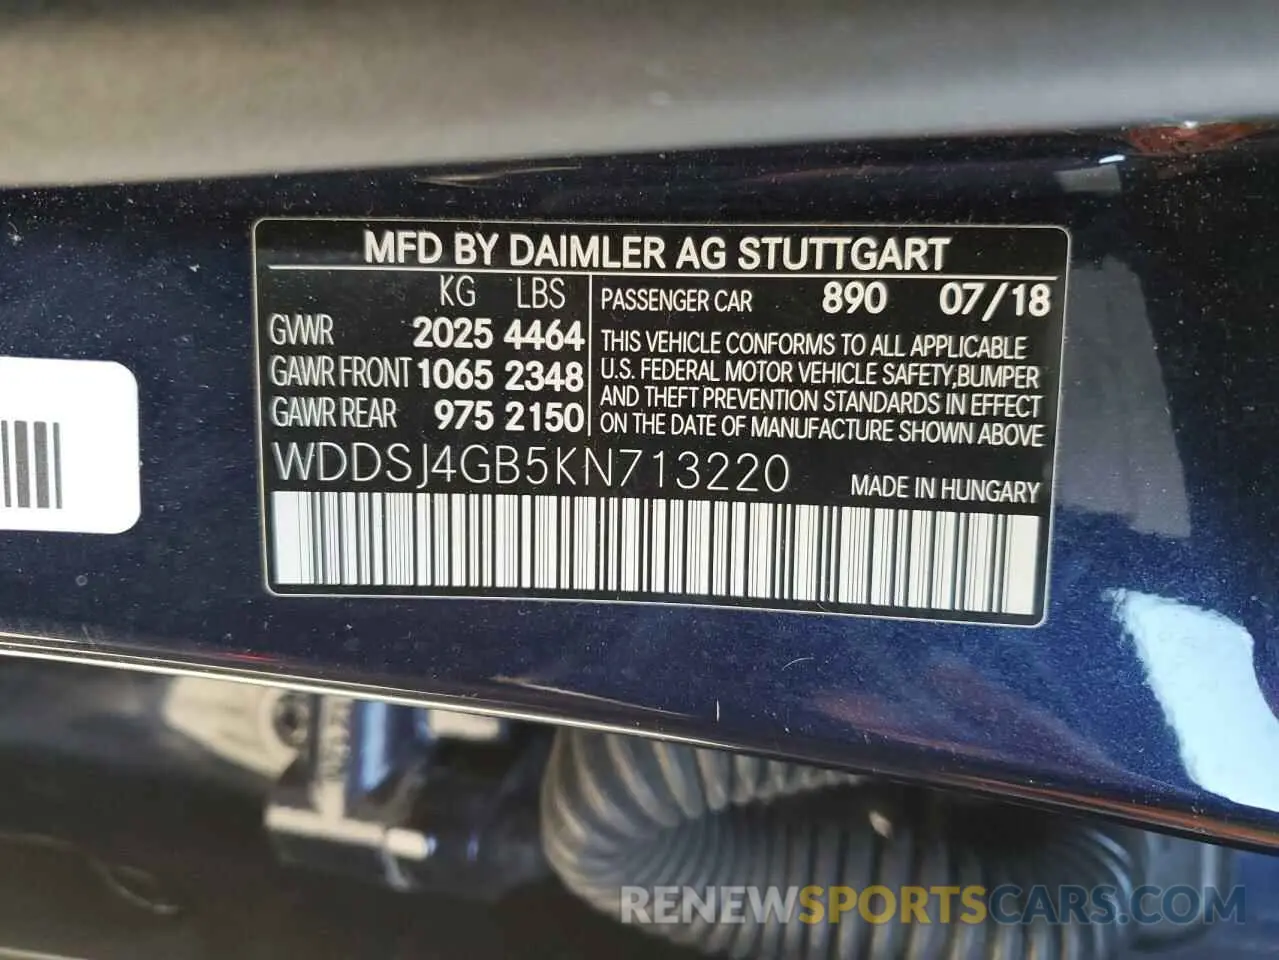 MFD BY DAIMLER AG STUTTGART
KG LBS
GVWR 2025 4464
GAWR FRONT 1065 2348
GAWR REAR 975 2150
PASSENGER CAR 890 07/18
THIS VEHICLE CONFORMS TO ALL APPLICABLE
U.S. FEDERAL MOTOR VEHICLE SAFETY,BUMPER
AND THEFT PREVENTION STANDARDS IN EFFECT
ON THE DATE OF MANUFACTURE SHOWN ABOVE
WDDSJ4GB5KN713220
MADE IN HUNGARY
RENEWSPORTSCARS.COM